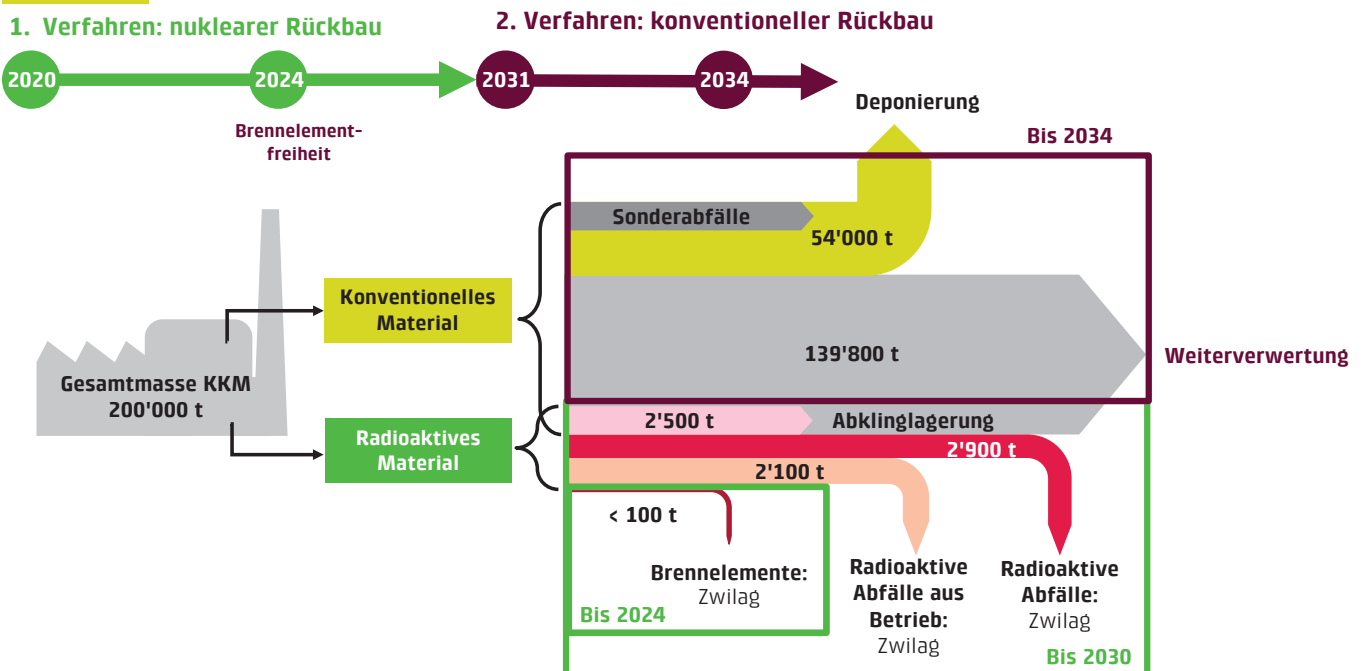 1. Verfahren: nuklearer Rückbau
2. Verfahren: konventioneller Rückbau
2020
2024
2031
2034
Brennelement-
freiheit
Deponierung
Bis 2034
Sonderabfälle
54'000 t
Konventionelles
Material
139'800 t
Weiterverwertung
Gesamtmasse KKM
200'000 t
Radioaktives
Material
2'500 t
Abklinglagerung
2'900 t
2'100 t
< 100 t
Brennelemente:
Zwilag
Bis 2024
Radioaktive
Abfälle aus
Betrieb:
Zwilag
Radioaktive
Abfälle:
Zwilag
Bis 2030